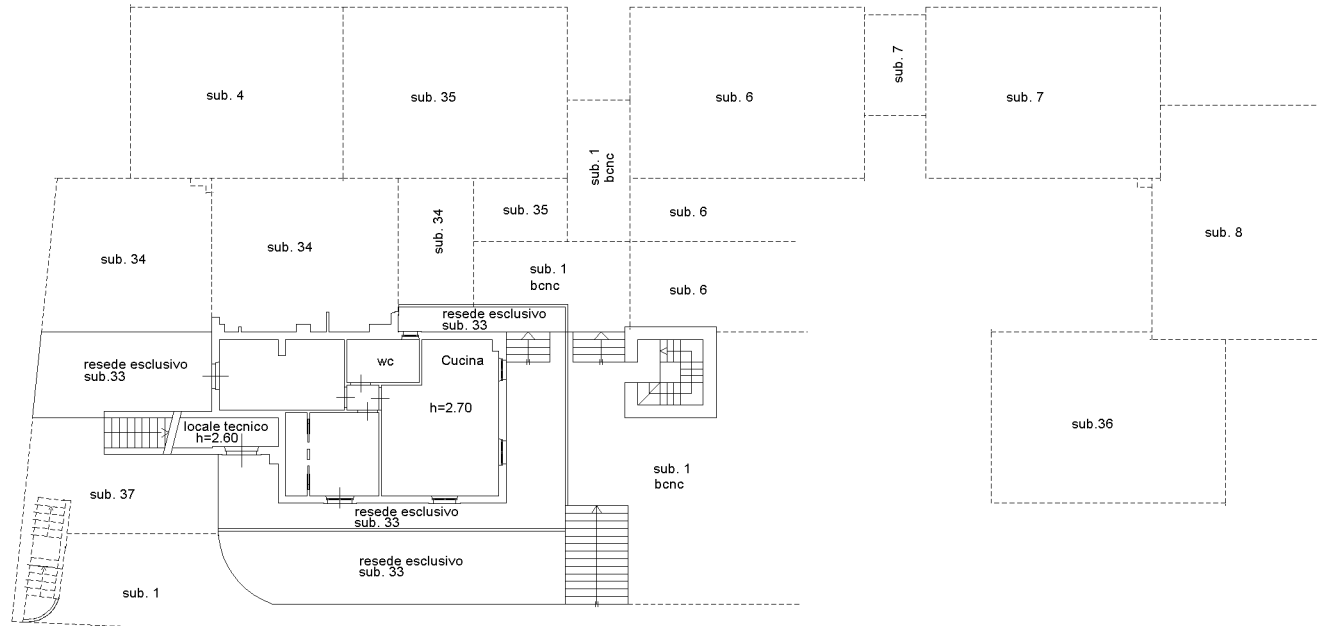 sub. 4
sub. 35
sub. 6
sub. 7
sub. 7
sub. 1
bcnc
sub. 34
sub. 34
sub. 34
sub. 35
sub. 6
sub. 8
sub. 1
bcnc
sub. 6
resede esclusivo
sub. 33
resede esclusivo
sub.33
wc
Cucina
h=2.70
locale tecnico
h=2.60
sub.36
sub. 37
sub. 1
bcnc
resede esclusivo
sub. 33
resede esclusivo
sub. 33
sub. 1